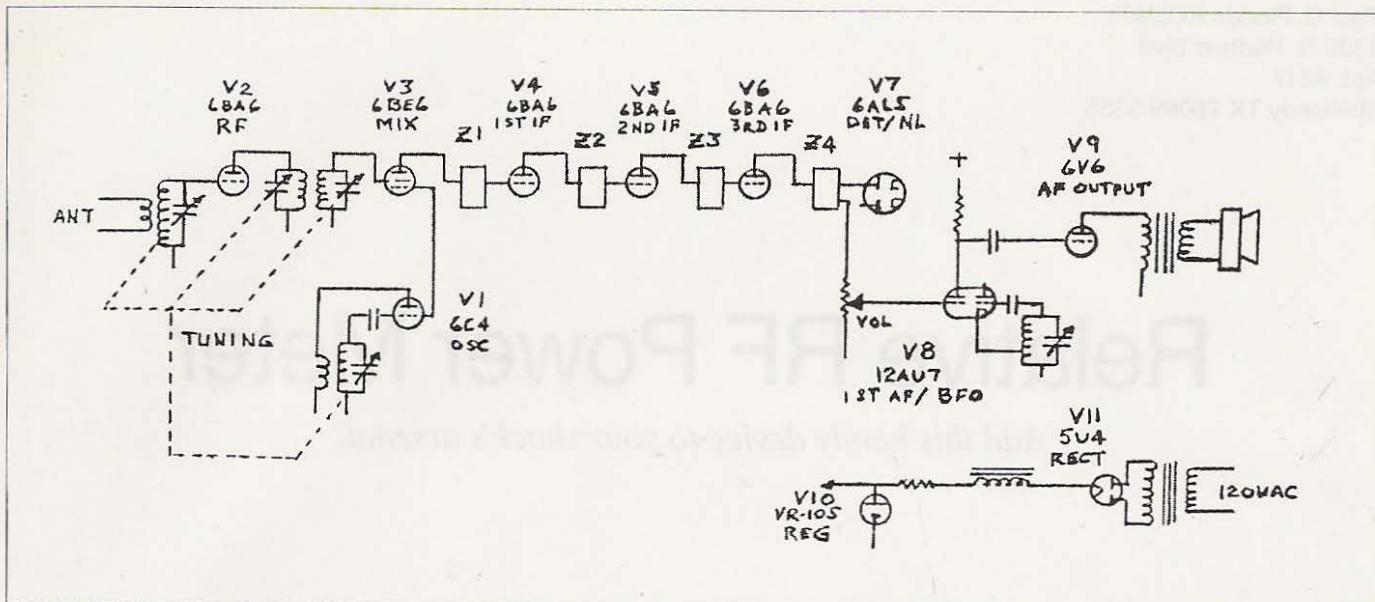 V2
6BA6
RF
V3
6BE6
MIX
V4
6BA6
1ST IF
V5
6BA6
2ND IF
V6
6BA6
3RD IF
V7
6AL5
DET/NL
Z1
Z2
Z3
Z4
V9
6V6
AF OUTPUT
+
ANT
TUNING
V1
6C4
OSC
VOL
V8
12AU7
1ST AF/BFO
V11
5U4
RECT
120VAC
V10
VR-105
REG
Relative RF Power Meter
Add this handy device to your shack's arsenal.